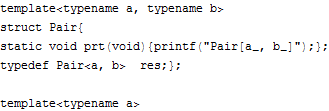 template<typename a, typename b>
struct Pair{
static void prt(void){printf("Pair[a_, b_]");};
typedef Pair<a, b>  res;};
template<typename a>